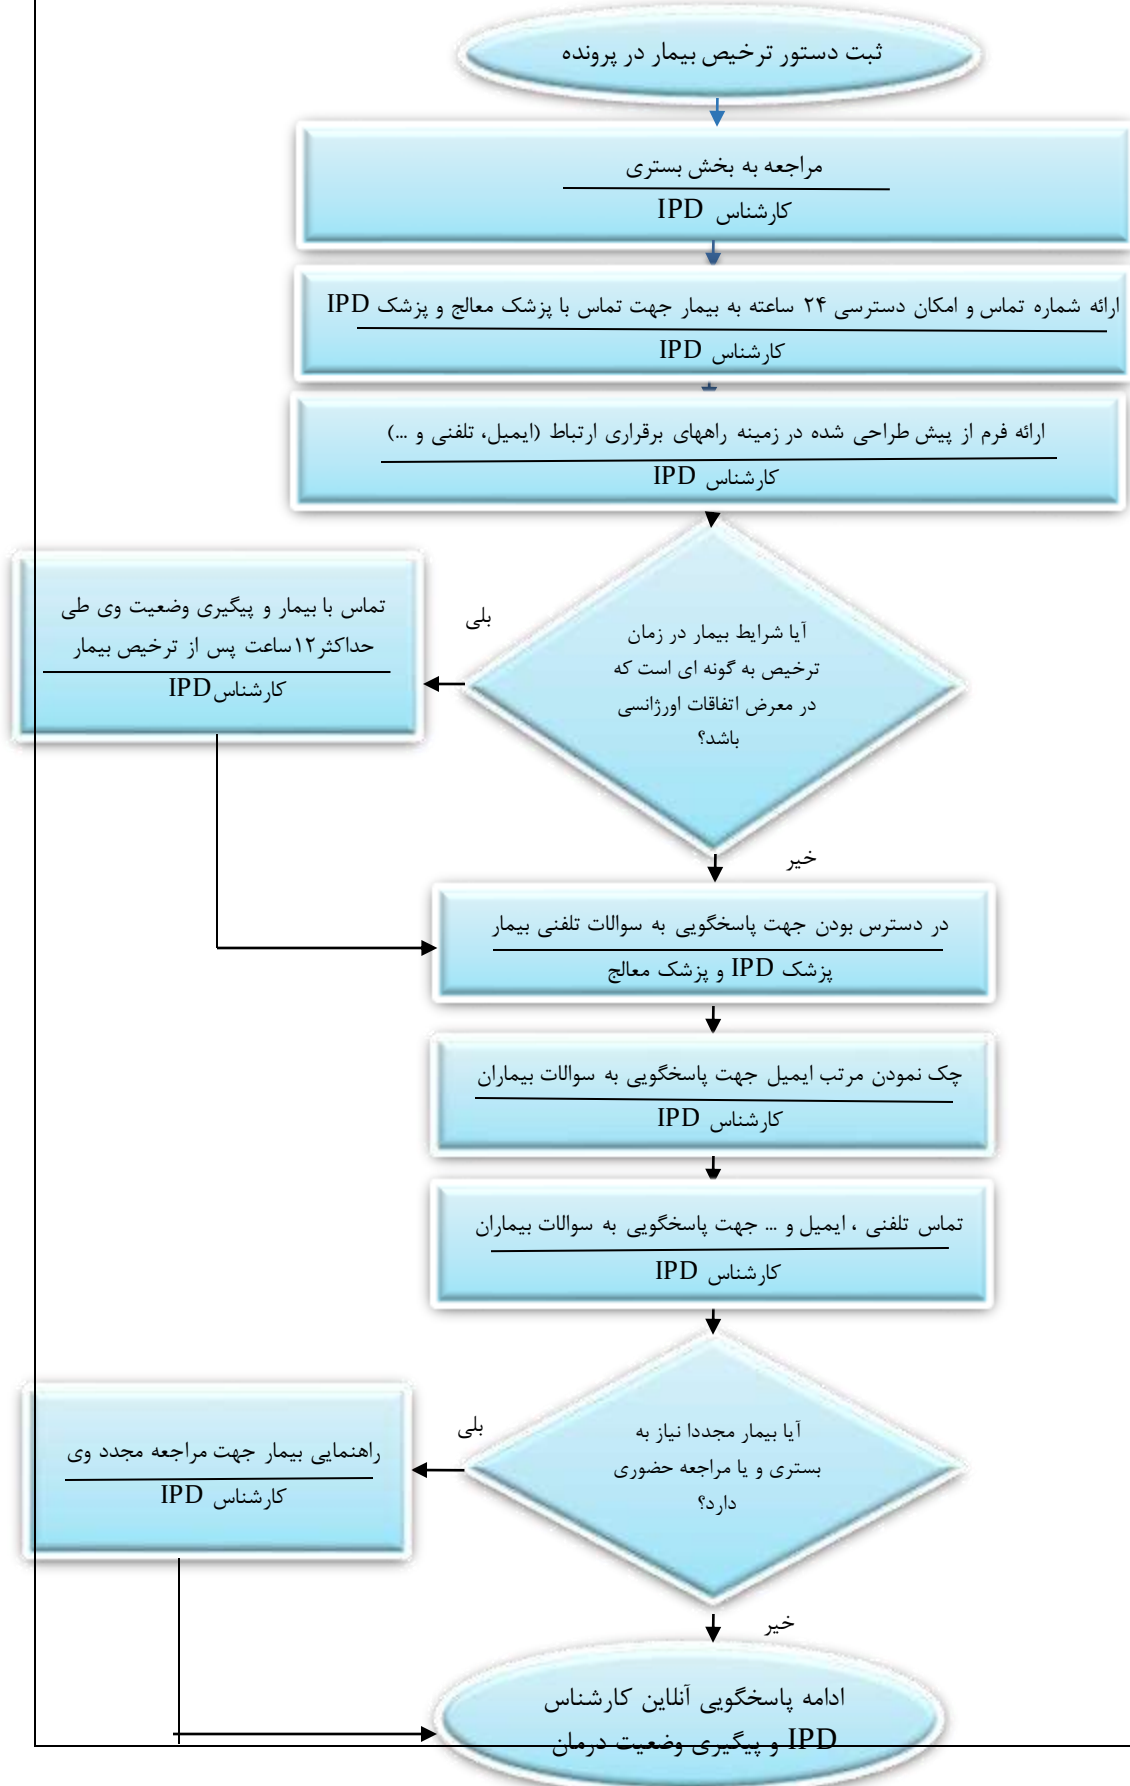 ثبت دستور ترخیص بیمار در پرونده
مراجعه به بخش بستری
کارشناس IPD
ارائه شماره تماس و امکان دسترسی ۲۴ ساعته به بیمار جهت تماس با پزشک معالج و پزشک IPD
کارشناس IPD
ارائه فرم از پیش طراحی شده در زمینه راههای برقراری ارتباط (ایمیل، تلفنی و ...)
کارشناس IPD
آیا شرایط بیمار در زمان
ترخیص به گونه ای است که
در معرض اتفاقات اورژانسی
باشد؟
بلی
تماس با بیمار و پیگیری وضعیت وی طی
حداکثر۱۲ساعت پس از ترخیص بیمار
کارشناسIPD
خیر
در دسترس بودن جهت پاسخگویی به سوالات تلفنی بیمار
پزشک IPD و پزشک معالج
چک نمودن مرتب ایمیل جهت پاسخگویی به سوالات بیماران
کارشناس IPD
تماس تلفنی ، ایمیل و ... جهت پاسخگویی به سوالات بیماران
کارشناس IPD
آیا بیمار مجددا نیاز به
بستری و یا مراجعه حضوری
دارد؟
بلی
راهنمایی بیمار جهت مراجعه مجدد وی
کارشناس IPD
خیر
ادامه پاسخگویی آنلاین کارشناس
IPD و پیگیری وضعیت درمان